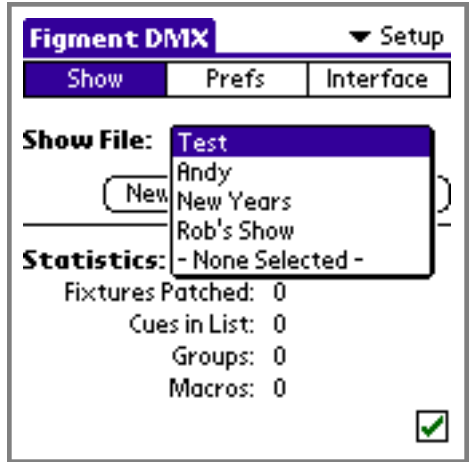 Figment DMX Setup
Show Prefs Interface
Show File: Test
Andy
New
New Years
Rob's Show
Statistics: - None Selected -
Fixtures Patched: 0
Cues in List: 0
Groups: 0
Macros: 0